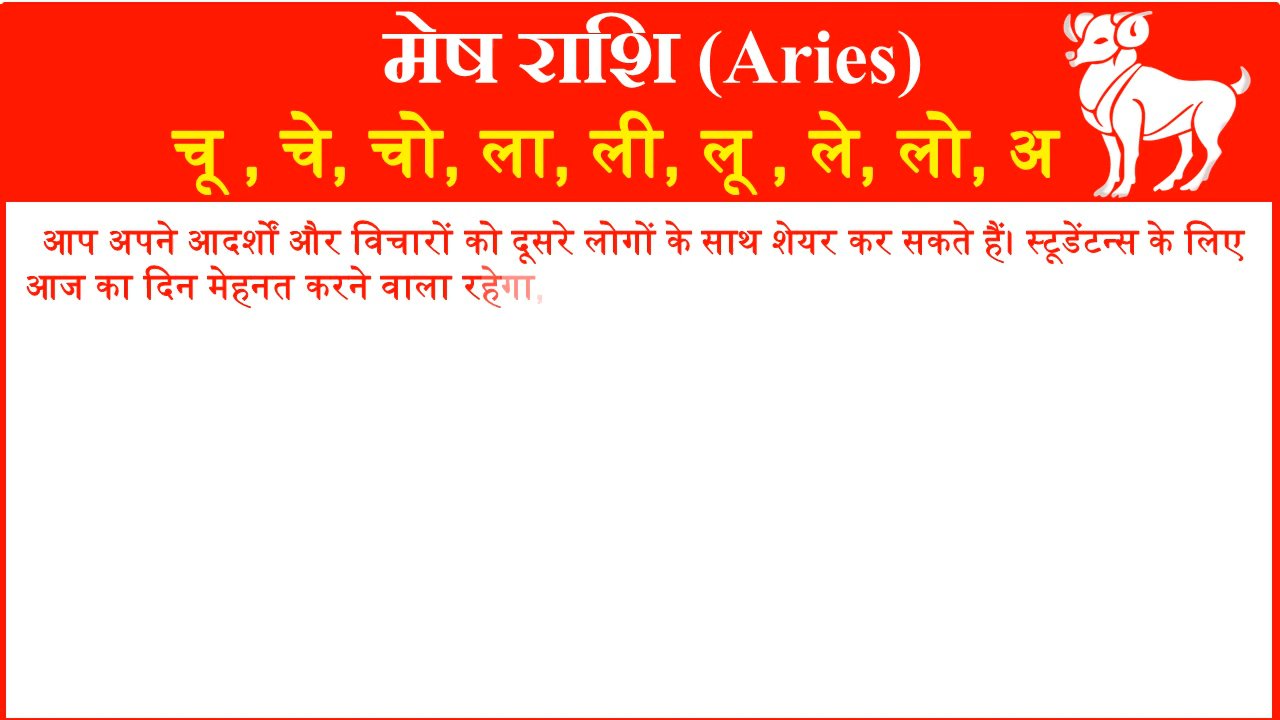 मेष राशि (Aries)
चू , चे, चो, ला, ली, लू , ले, लो, अ
आप अपने आदर्शों और विचारों को दूसरे लोगों के साथ शेयर कर सकते हैं। स्टूडेंटन्स के लिए
आज का दिन मेहनत करने वाला रहेगा,